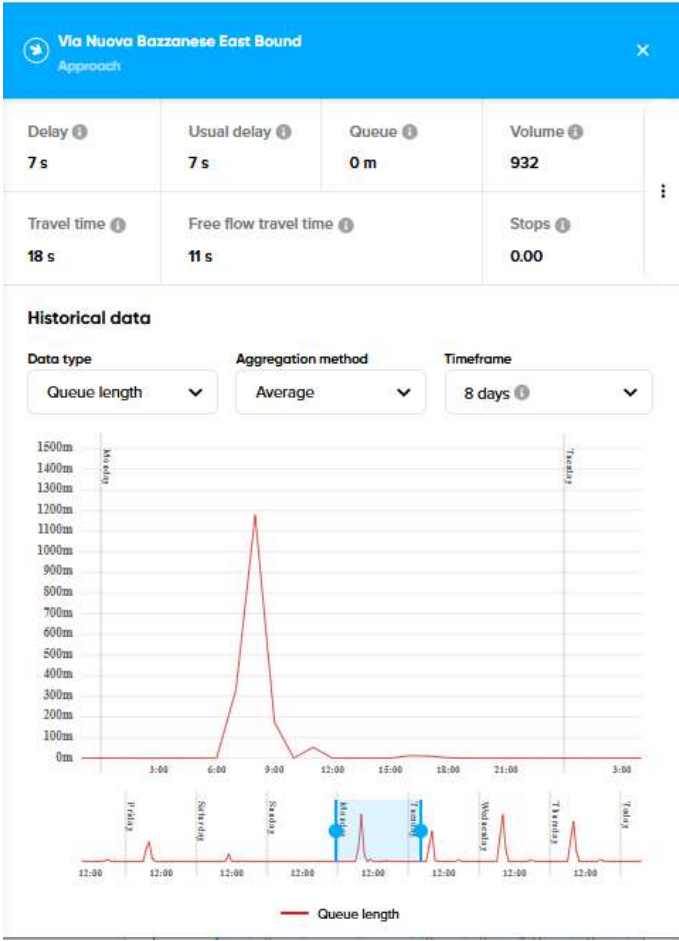 Via Nuova Bazzanese East Bound
Approach
Delay
Usual delay
Queue
Volume
7 s
7 s
0 m
932
Travel time
Free flow travel time
Stops
18 s
11 s
0.00
Historical data
Data type
Aggregation method
Timeframe
Queue length
Average
8 days
1500m
1400m
1300m
1200m
1100m
1000m
900m
800m
700m
600m
500m
400m
300m
200m
100m
0m
Monday
Tuesday
3:00 6:00 9:00 12:00 15:00 18:00 21:00 3:00
Friday Saturday Sunday Monday Tuesday Wednesday Thursday Today
12:00 12:00 12:00 12:00 12:00 12:00 12:00 12:00
Queue length